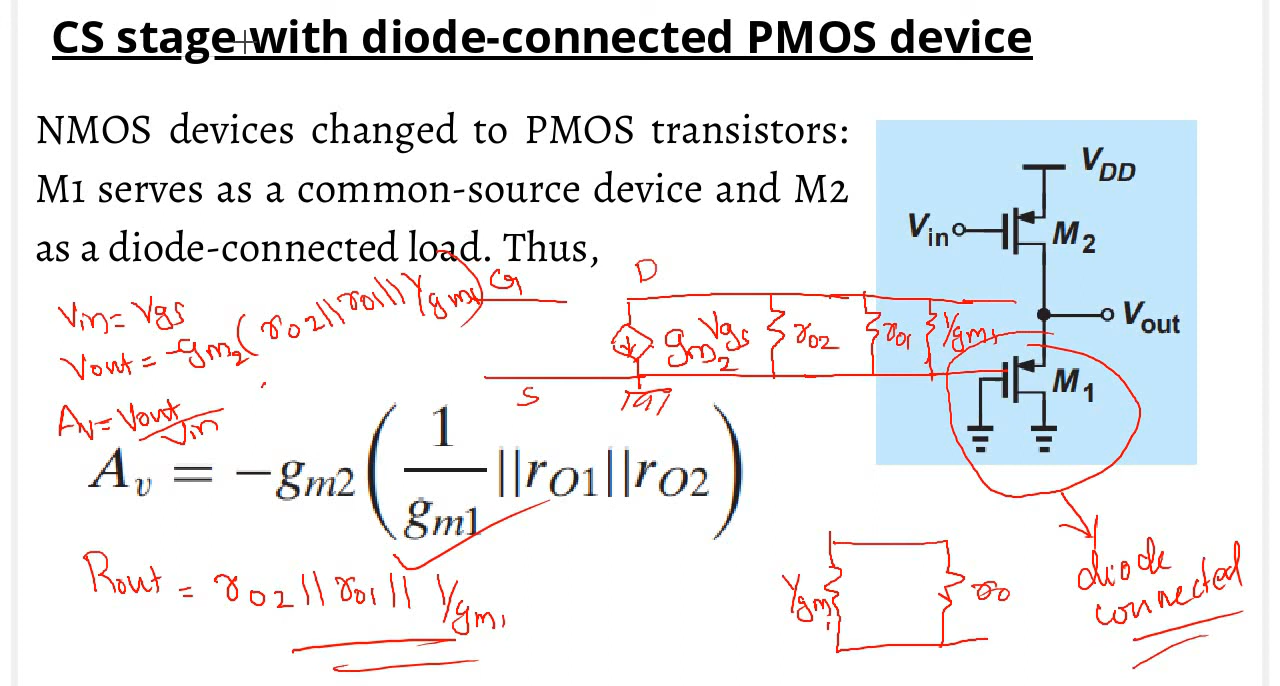 CS stage with diode-connected PMOS device
NMOS devices changed to PMOS transistors:
M1 serves as a common-source device and M2
as a diode-connected load. Thus,
VDD
Vin
M2
Vout
M1
Vin = Vgs
Vout = -gm2 (ro2||ro1||1/gm1)
Av = Vout/Vin
G
D
S
gm2 Vgs
ro2
ro1
1/gm1
Av = −gm2 (1/gm1 ||rO1||rO2)
Rout = ro2 || ro1 || 1/gm1
1/gm1
ro
diode
connected